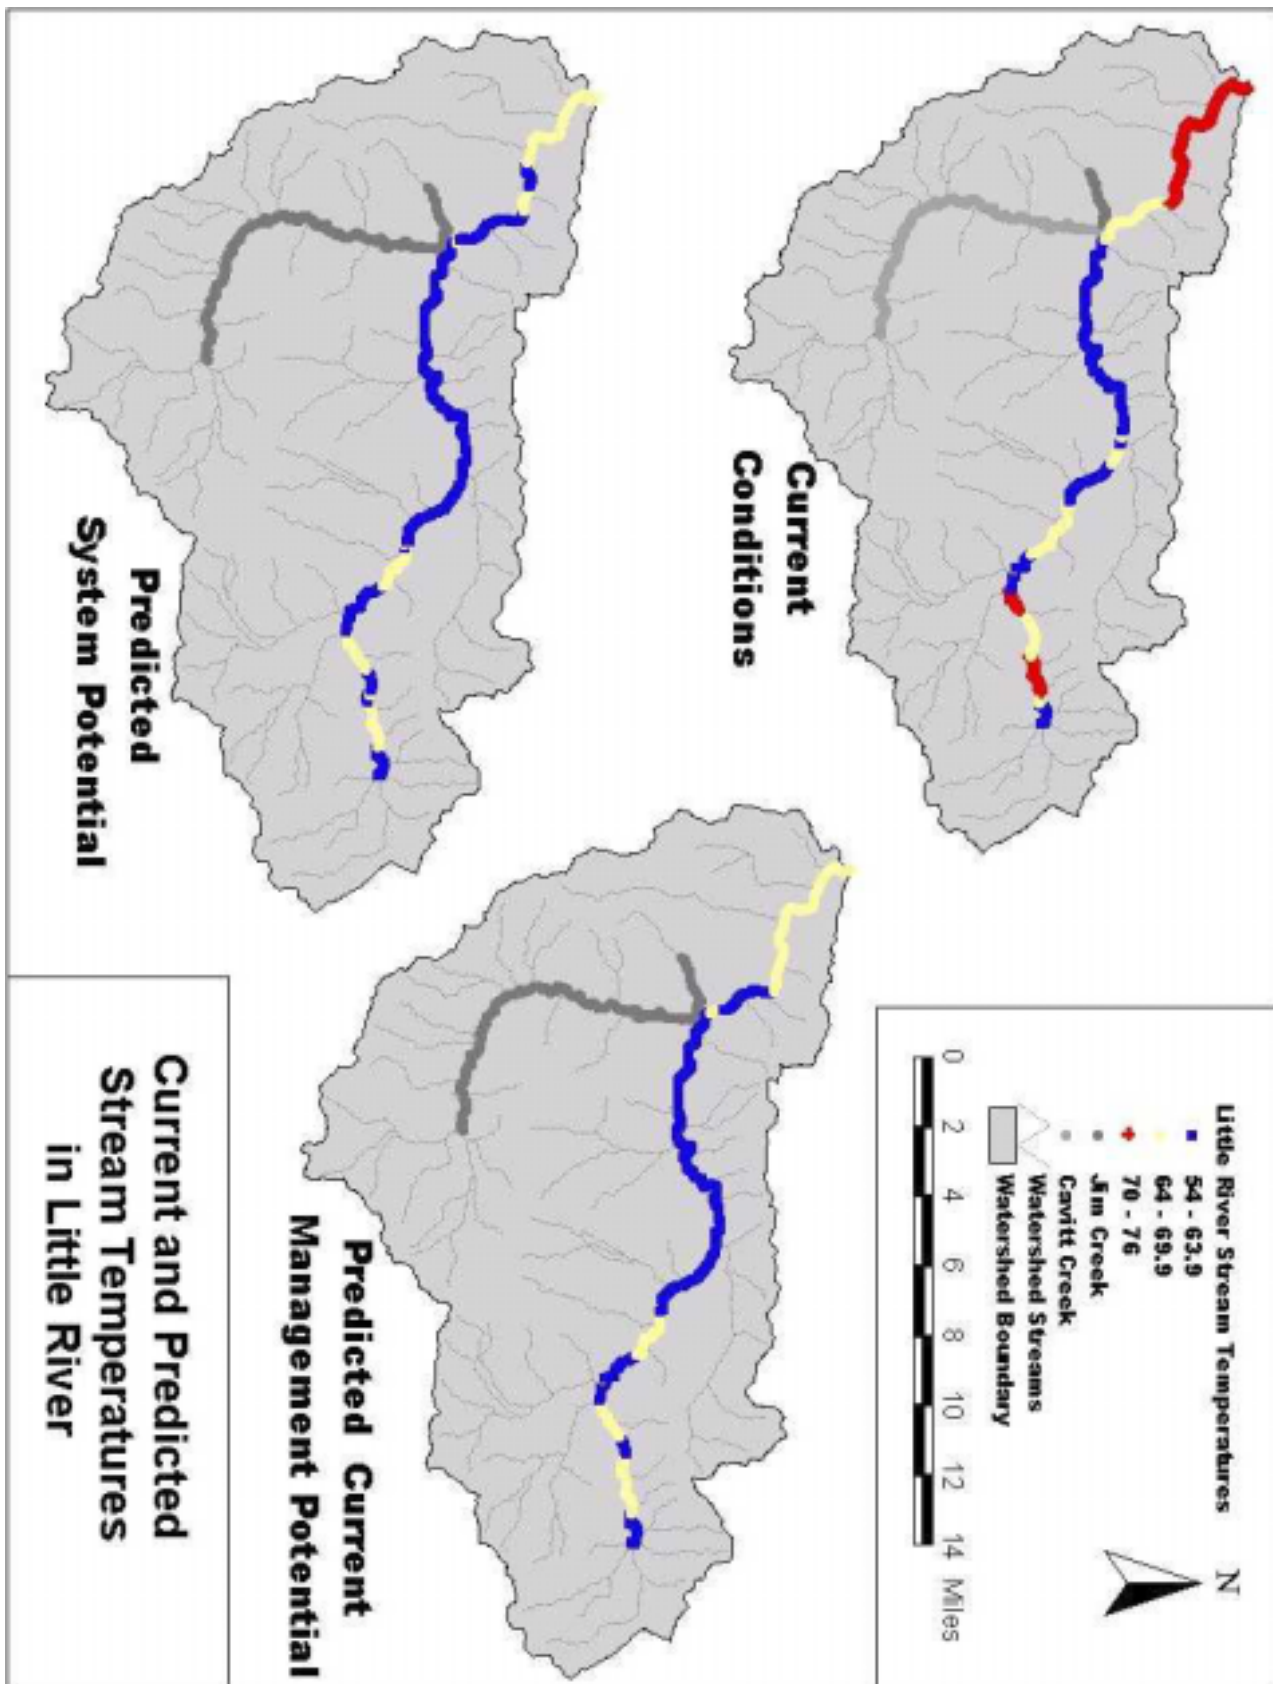 Current
Conditions
Little River Stream Temperatures
54 - 63.9
64 - 69.9
70 - 76
Jim Creek
Cavitt Creek
Watershed Streams
Watershed Boundary
N
0 2 4 6 8 10 12 14 Miles
Predicted
System Potential
Predicted Current
Management Potential
Current and Predicted
Stream Temperatures
in Little River